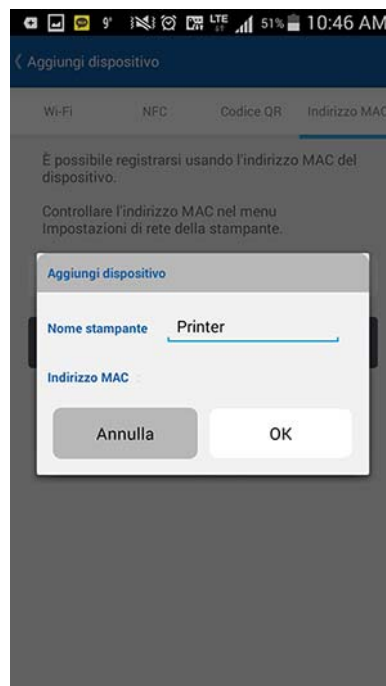 9° LTE 51% 10:46 AM
Aggiungi dispositivo
Wi-Fi NFC Codice QR Indirizzo MAC
È possibile registrarsi usando l'indirizzo MAC del
dispositivo.
Controllare l'indirizzo MAC nel menu
Impostazioni di rete della stampante.
Aggiungi dispositivo
Nome stampante Printer
Indirizzo MAC :
Annulla OK